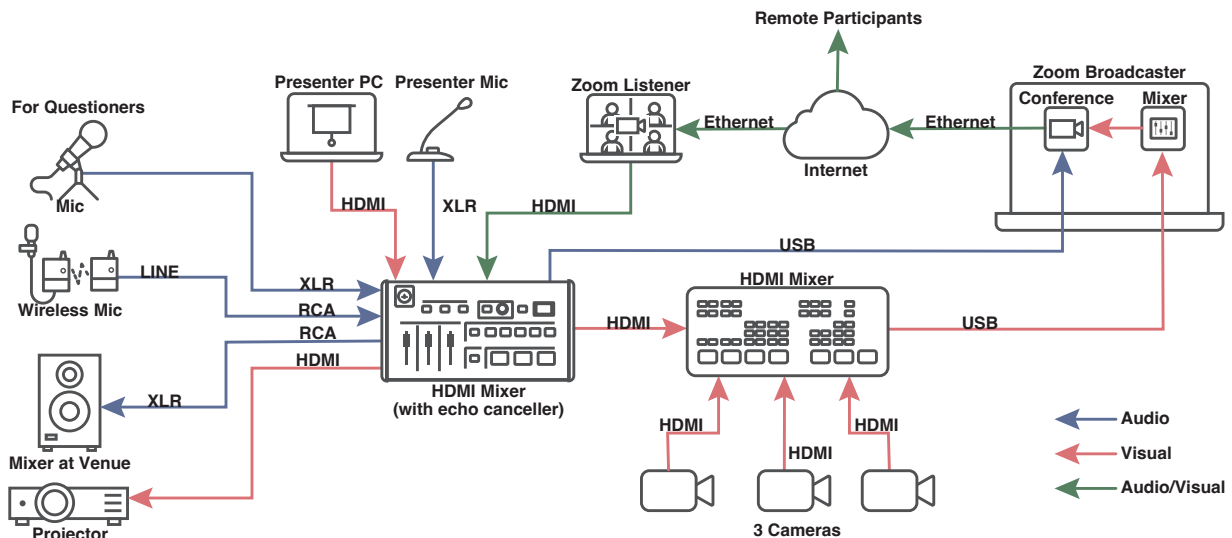 Remote Participants
Presenter PC
Presenter Mic
Zoom Listener
Zoom Broadcaster
For Questioners
Conference
Mixer
Ethernet
Ethernet
Internet
Mic
HDMI
XLR
HDMI
USB
LINE
XLR
HDMI Mixer
Wireless Mic
RCA
RCA
HDMI
USB
HDMI
XLR
HDMI Mixer
(with echo canceller)
HDMI
HDMI
HDMI
Audio
Mixer at Venue
Visual
Audio/Visual
3 Cameras
Projector